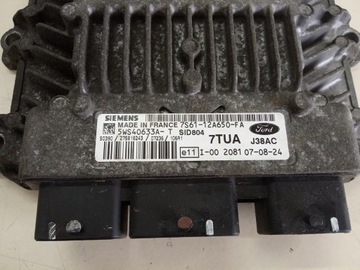 SIEMENS
MADE IN FRANCE 7S61-12A650-FA
5WS40633A-T SID804 Ford
7TUA J38AC
e11 I-00 2081 07-08-24